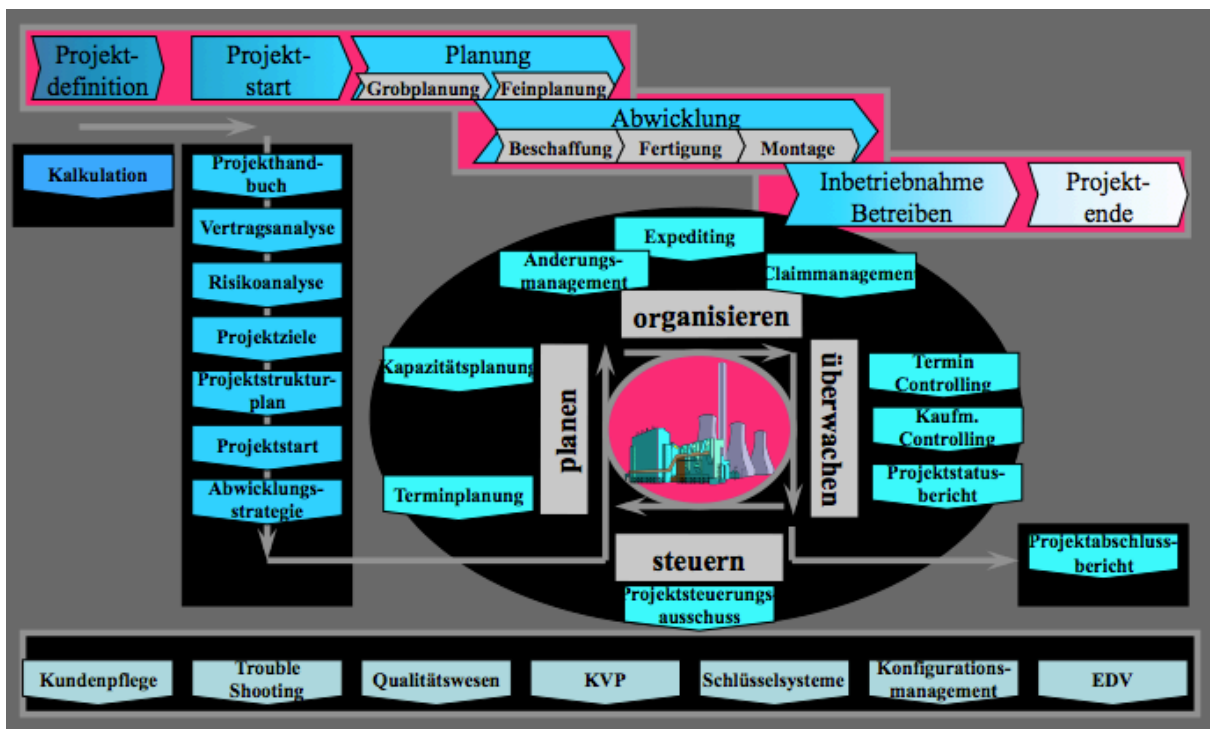 Projekt-
definition
Projekt-
start
Planung
Grobplanung
Feinplanung
Abwicklung
Beschaffung
Fertigung
Montage
Inbetriebnahme
Betreiben
Projekt-
ende
Kalkulation
Projekthand-
buch
Vertragsanalyse
Risikoanalyse
Projektziele
Projektstruktur-
plan
Projektstart
Abwicklungs-
strategie
Expediting
Änderungs-
management
Claimmanagement
organisieren
Kapazitätsplanung
Terminplanung
planen
überwachen
Termin
Controlling
Kaufm.
Controlling
Projektstatus-
bericht
steuern
Projektsteuerungs-
ausschuss
Projektabschluss-
bericht
Kundenpflege
Trouble
Shooting
Qualitätswesen
KVP
Schlüsselsysteme
Konfigurations-
management
EDV